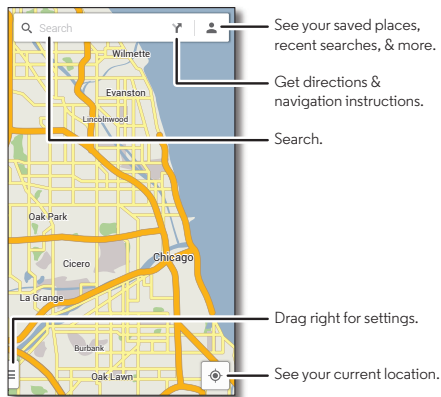 Search
See your saved places,
recent searches, & more.
Get directions &
navigation instructions.
Search.
Wilmette
Evanston
Lincolnwood
Oak Park
Cicero
Chicago
La Grange
Burbank
Oak Lawn
Drag right for settings.
See your current location.